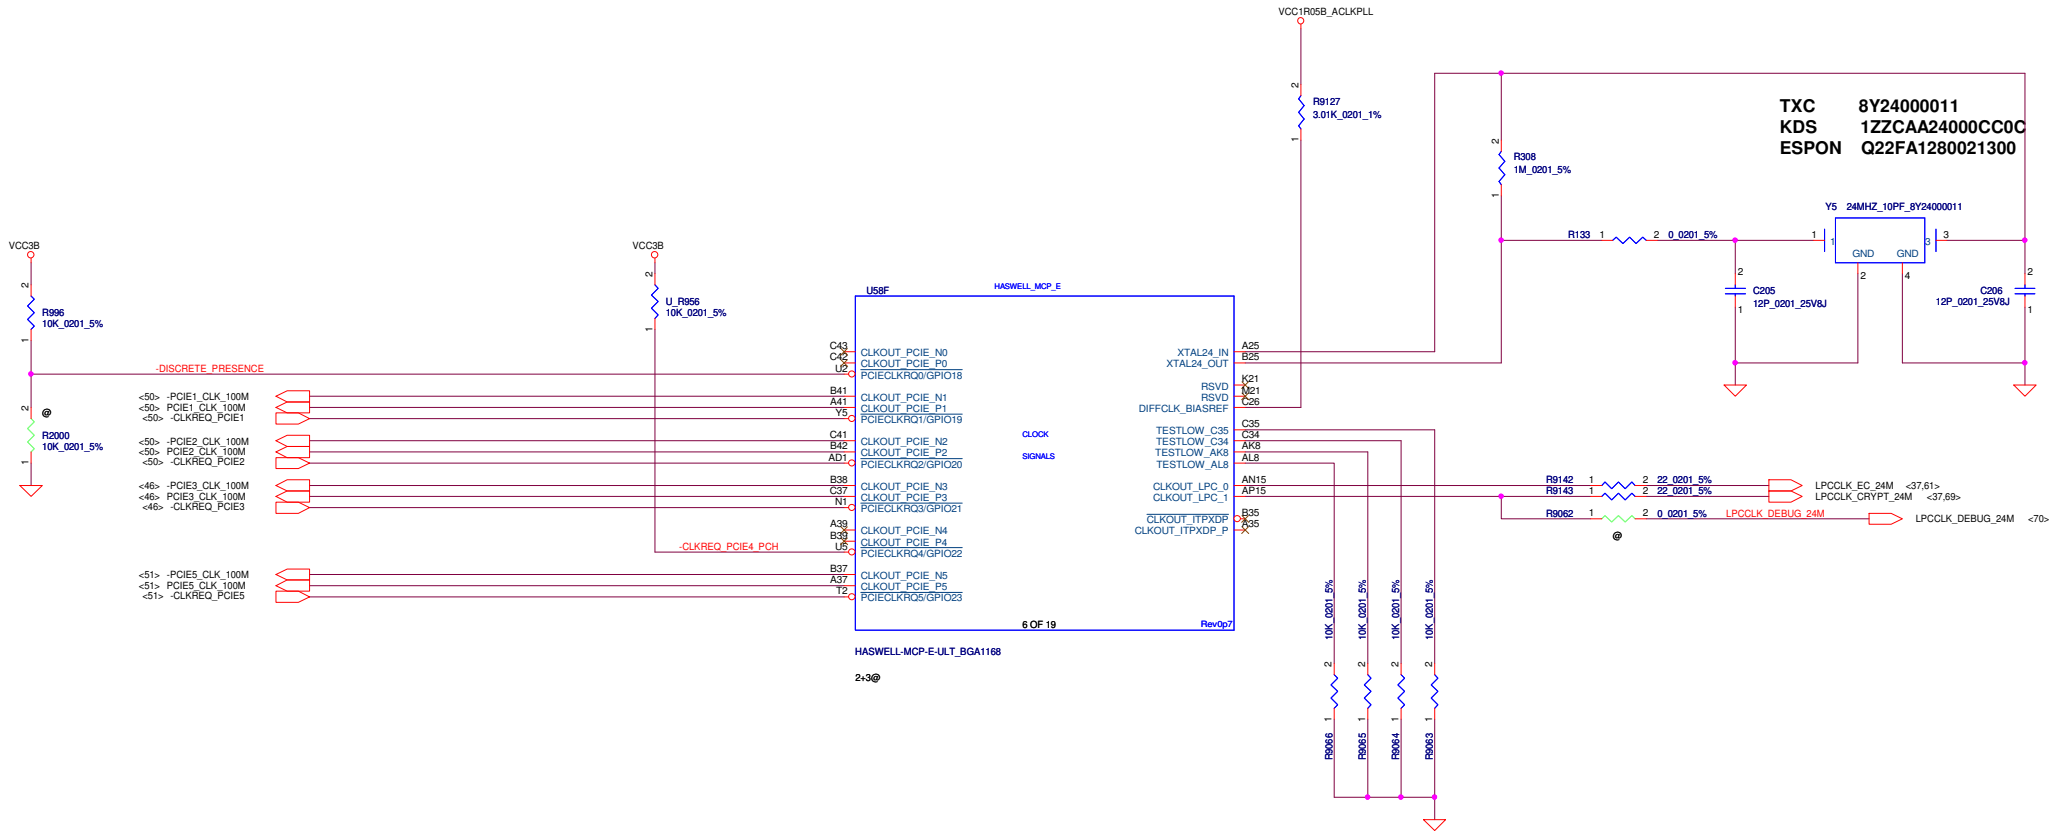 VCC1R05B_ACLKPLL
2
R9127
3.01K_0201_1%
1
TXC 8Y24000011
KDS 1ZZCAA24000CC0C
ESPON Q22FA1280021300
2
R308
1M_0201_5%
1
Y5 24MHZ_10PF_8Y24000011
R133 1 2 0_0201_5%
1 1 3 3
GND GND
2 4
2
C205
12P_0201_25V8J
1
2
C206
12P_0201_25V8J
1
VCC3B
2
R996
10K_0201_5%
1
-DISCRETE_PRESENCE
2
@
R2000
10K_0201_5%
1
VCC3B
2
U_R956
10K_0201_5%
1
-CLKREQ_PCIE4_PCH
<50> -PCIE1_CLK_100M
<50> PCIE1_CLK_100M
<50> -CLKREQ_PCIE1
<50> -PCIE2_CLK_100M
<50> PCIE2_CLK_100M
<50> -CLKREQ_PCIE2
<46> -PCIE3_CLK_100M
<46> PCIE3_CLK_100M
<46> -CLKREQ_PCIE3
<51> -PCIE5_CLK_100M
<51> PCIE5_CLK_100M
<51> -CLKREQ_PCIE5
U58F
HASWELL_MCP_E
C43 CLKOUT_PCIE_N0
C42 CLKOUT_PCIE_P0
U2 PCIECLKRQ0/GPIO18
B41 CLKOUT_PCIE_N1
A41 CLKOUT_PCIE_P1
Y5 PCIECLKRQ1/GPIO19
C41 CLKOUT_PCIE_N2
B42 CLKOUT_PCIE_P2
AD1 PCIECLKRQ2/GPIO20
B38 CLKOUT_PCIE_N3
C37 CLKOUT_PCIE_P3
N1 PCIECLKRQ3/GPIO21
A39 CLKOUT_PCIE_N4
B39 CLKOUT_PCIE_P4
U5 PCIECLKRQ4/GPIO22
B37 CLKOUT_PCIE_N5
A37 CLKOUT_PCIE_P5
T2 PCIECLKRQ5/GPIO23
CLOCK
SIGNALS
XTAL24_IN A25
XTAL24_OUT B25
RSVD K21
RSVD M21
DIFFCLK_BIASREF C26
TESTLOW_C35 C35
TESTLOW_C34 C34
TESTLOW_AK8 AK8
TESTLOW_AL8 AL8
CLKOUT_LPC_0 AN15
CLKOUT_LPC_1 AP15
CLKOUT_ITPXDP B35
CLKOUT_ITPXDP_P A35
6 OF 19
Rev0p7
HASWELL-MCP-E-ULT_BGA1168
2+3@
R9142 1 2 22_0201_5% LPCCLK_EC_24M <37,61>
R9143 1 2 22_0201_5% LPCCLK_CRYPT_24M <37,69>
R9062 1 2 0_0201_5% LPCCLK_DEBUG_24M LPCCLK_DEBUG_24M <70>
@
10K_0201_5% 10K_0201_5% 10K_0201_5% 10K_0201_5%
2 2 2 2
1 1 1 1
R9066 R9065 R9064 R9063